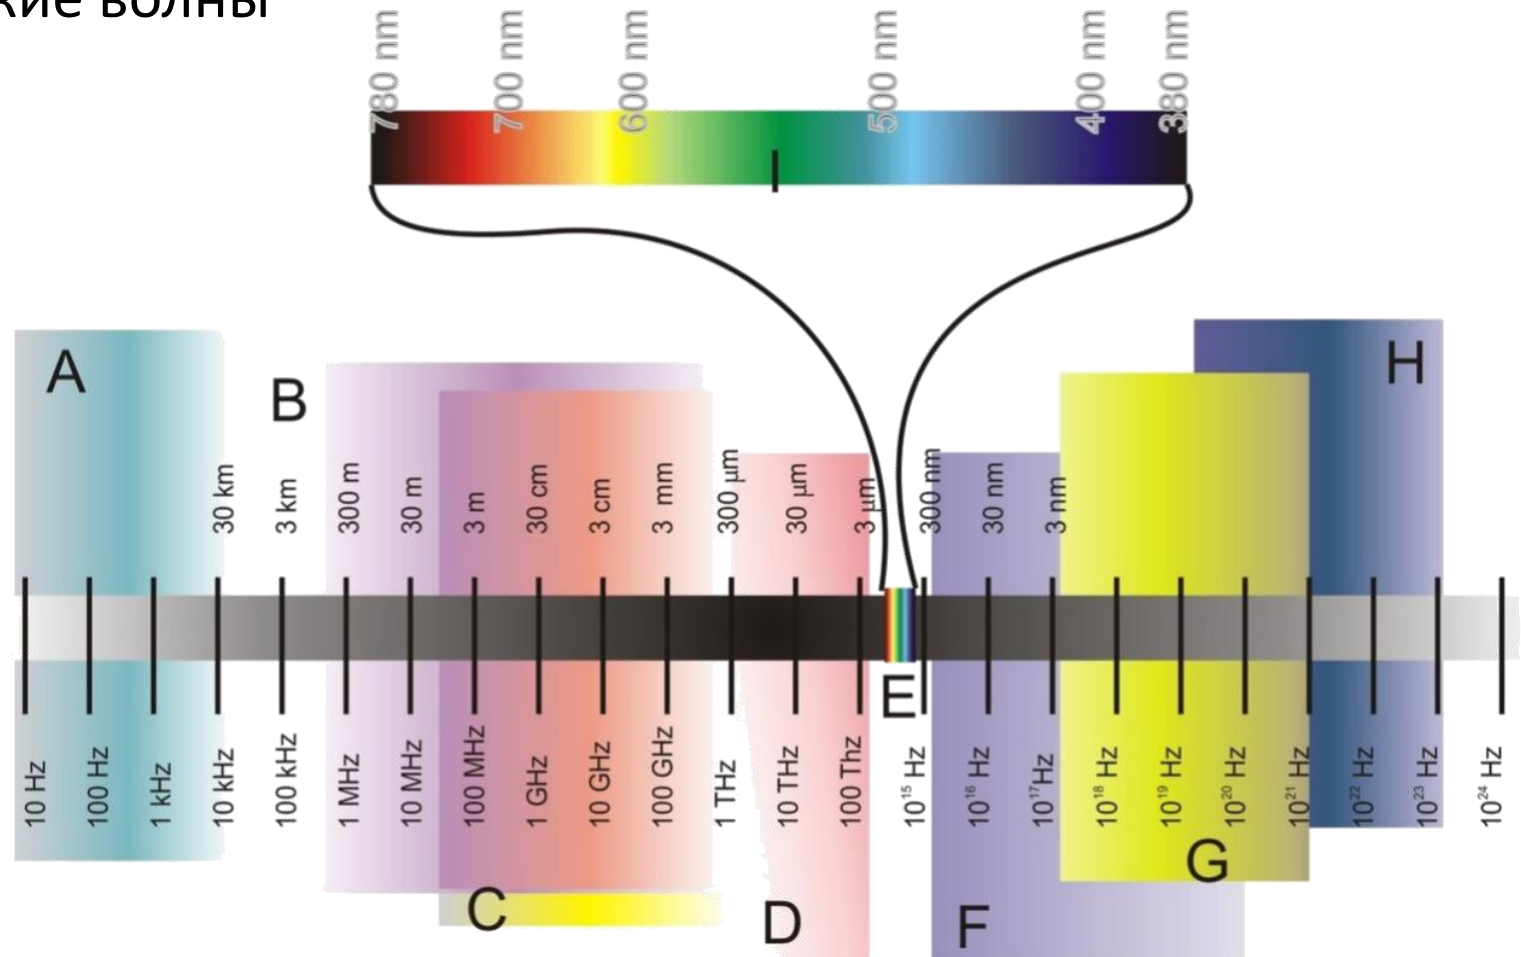 кие волны
780 nm
700 nm
600 nm
500 nm
400 nm
380 nm
A
B
H
30 km
3 km
300 m
30 m
3 m
30 cm
3 cm
3 mm
300 µm
30 µm
3 µm
300 nm
30 nm
3 nm
E
10 Hz
100 Hz
1 kHz
10 kHz
100 kHz
1 MHz
10 MHz
100 MHz
1 GHz
10 GHz
100 GHz
1 THz
10 THz
100 Thz
10¹⁵ Hz
10¹⁶ Hz
10¹⁷Hz
10¹⁸ Hz
10¹⁹ Hz
10²⁰ Hz
10²¹ Hz
10²² Hz
10²³ Hz
10²⁴ Hz
G
C
D
F